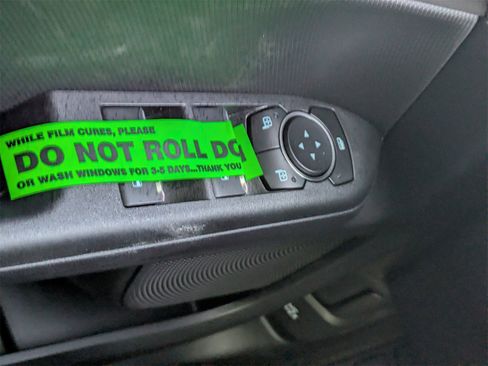 WHILE FILM CURES, PLEASE
DO NOT ROLL DO
OR WASH WINDOWS FOR 3-5 DAYS...THANK YOU